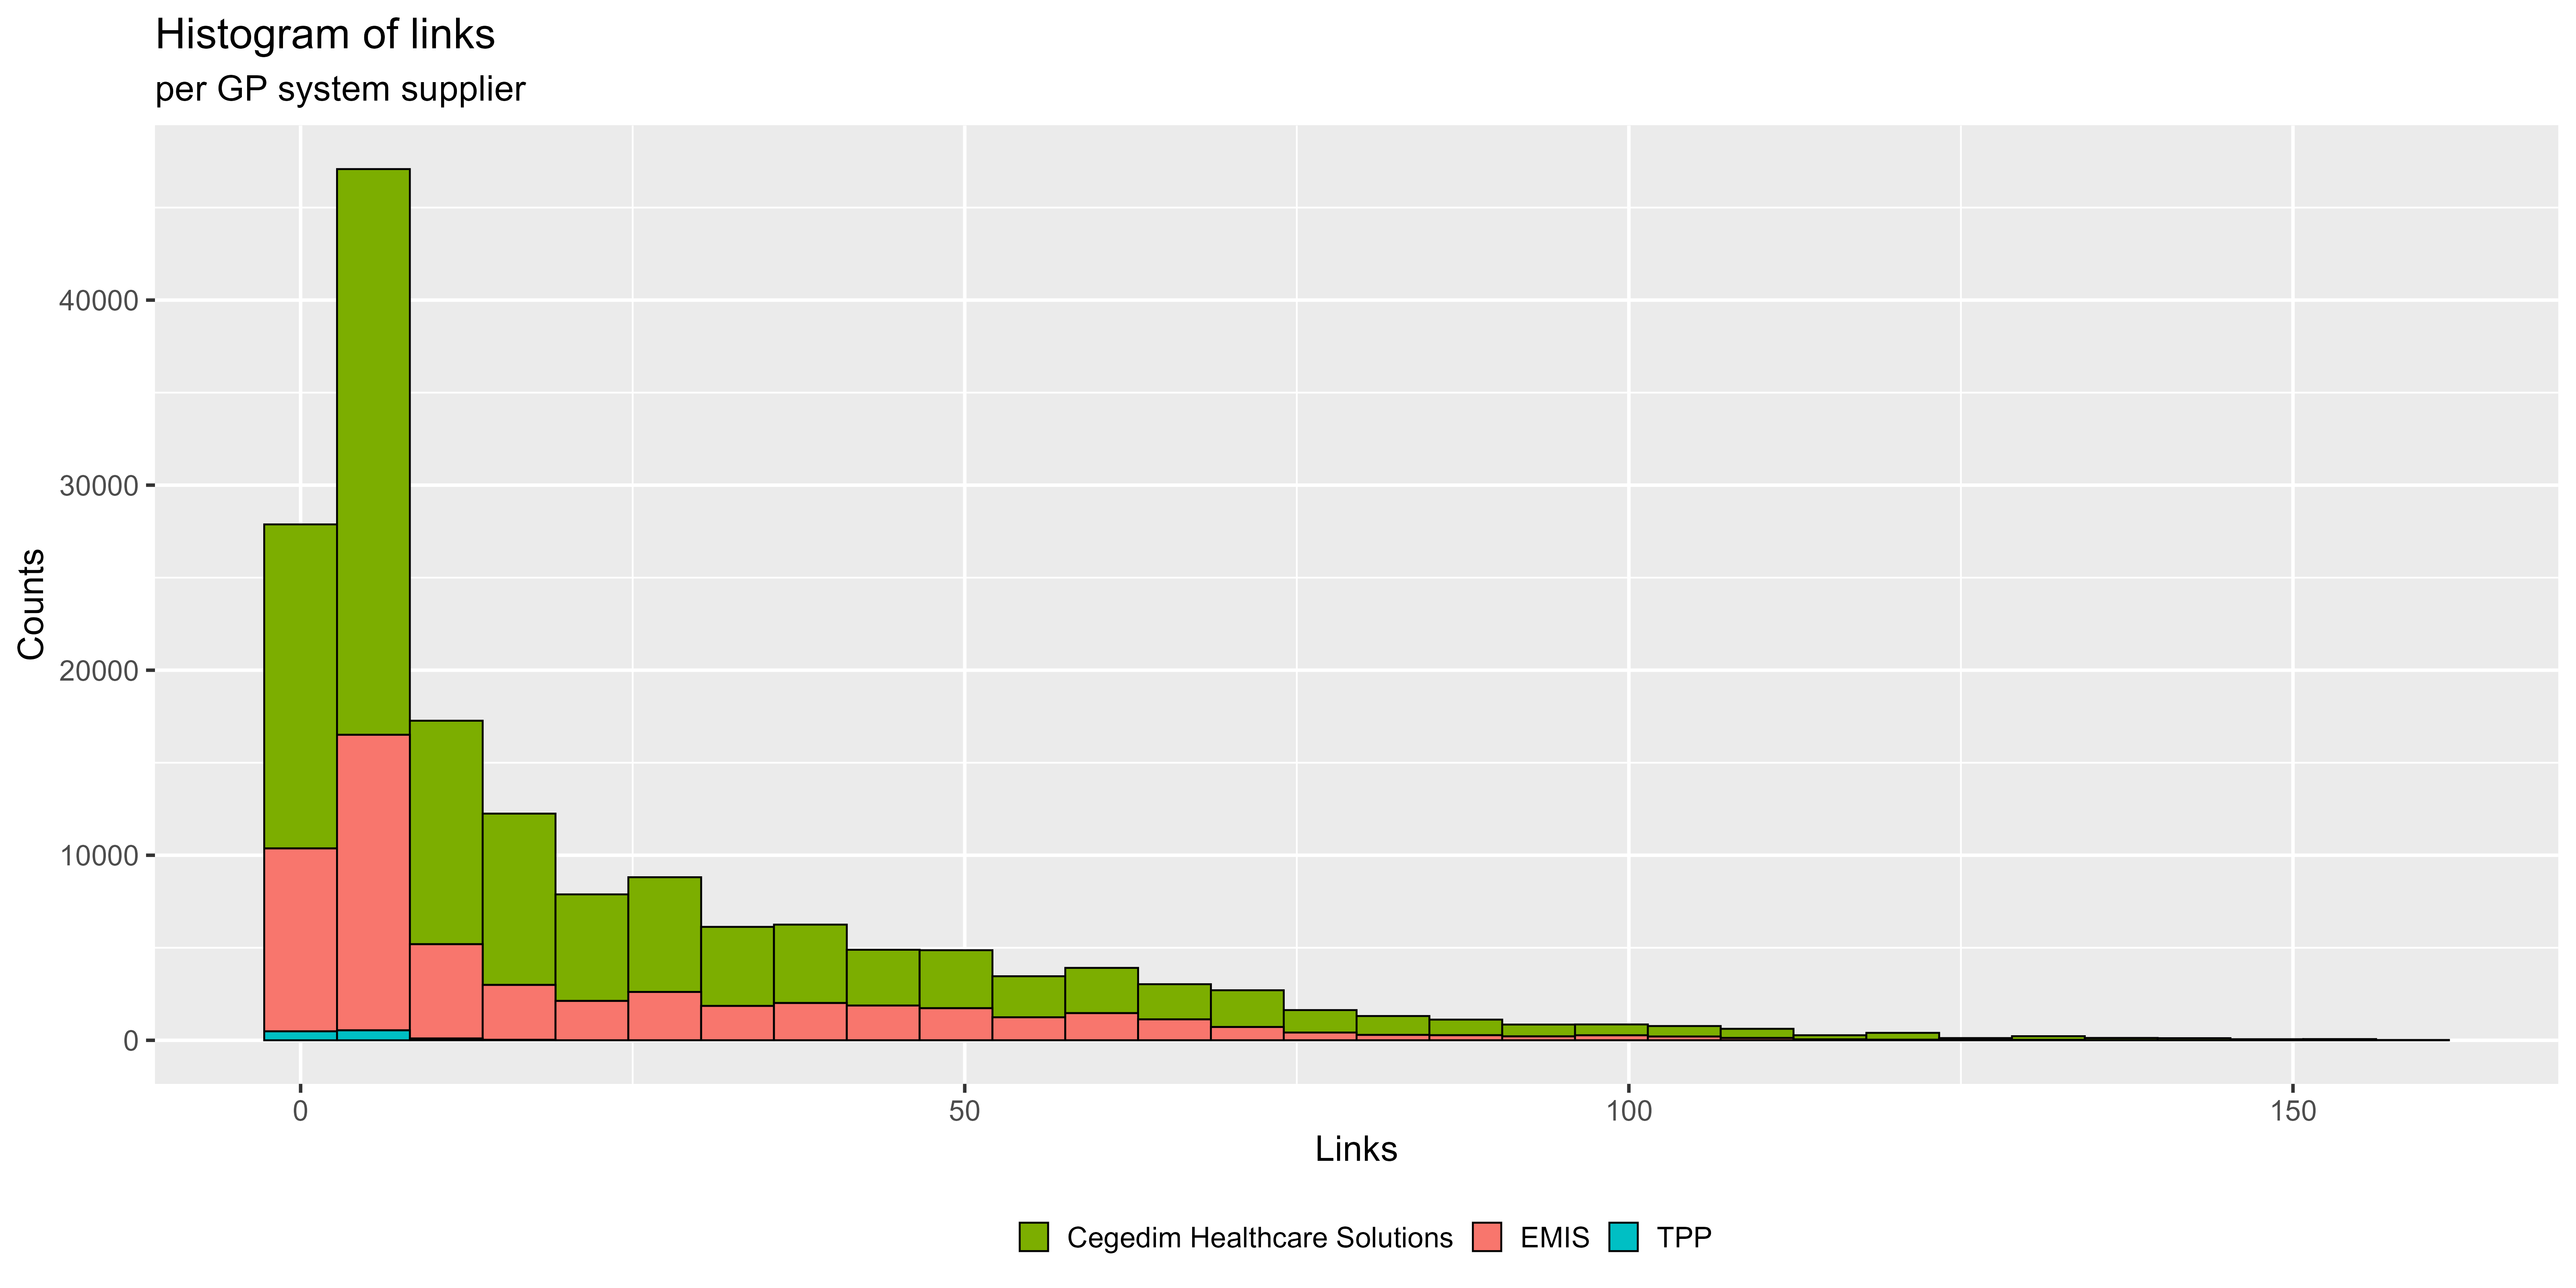 Histogram of links
per GP system supplier
Counts
40000
30000
20000
10000
0
0 50 100 150
Links
Cegedim Healthcare Solutions EMIS TPP